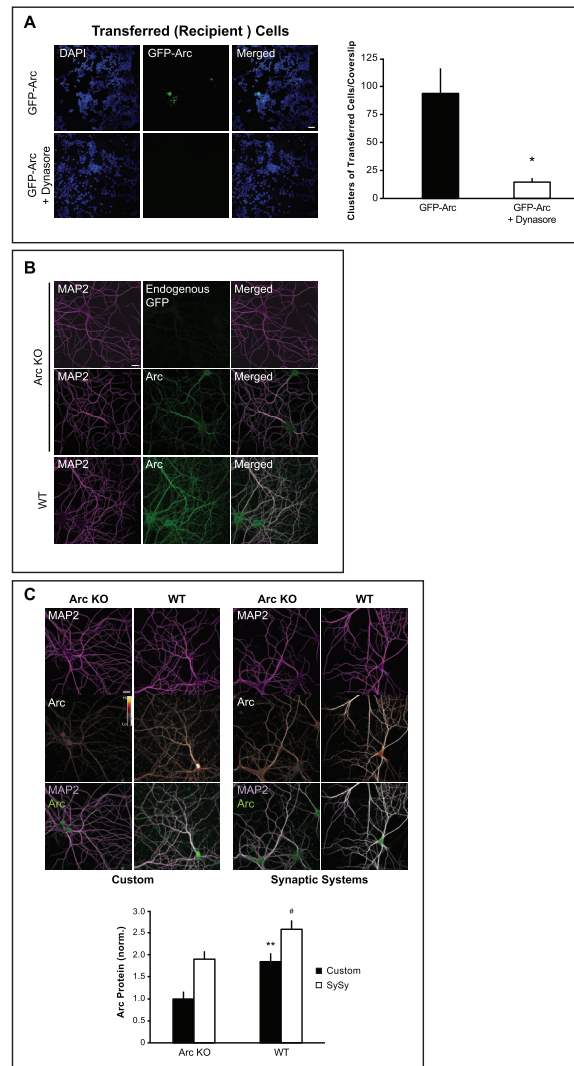 A
Transferred (Recipient ) Cells
DAPI
GFP-Arc
Merged
GFP-Arc
GFP-Arc
+ Dynasore
Clusters of Transferred Cells/Coverslip
125
100
75
50
25
0
*
GFP-Arc
GFP-Arc
+ Dynasore
B
Arc KO
MAP2
Endogenous
GFP
Merged
MAP2
Arc
Merged
WT
MAP2
Arc
Merged
C
Arc KO
WT
Arc KO
WT
MAP2
MAP2
Arc
Hi
Lo
Arc
MAP2
Arc
MAP2
Arc
Custom
Synaptic Systems
Arc Protein (norm.)
3.0
2.5
2.0
1.5
1.0
0.5
0
**
#
Custom
SySy
Arc KO
WT